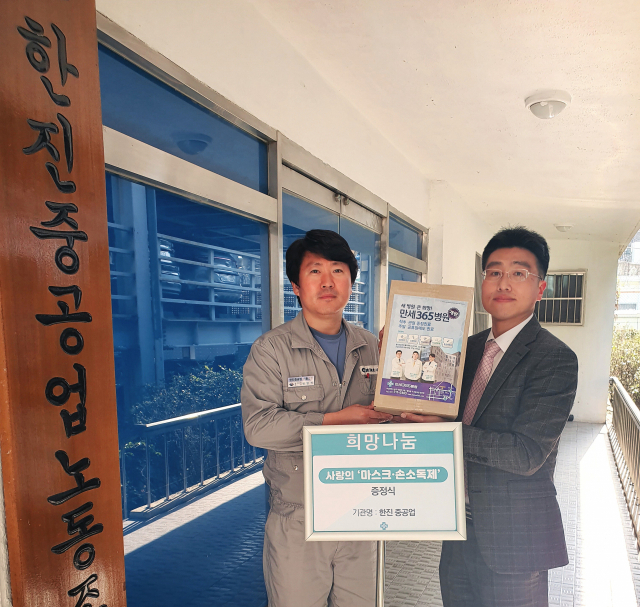 한진중공업노동조
만세365병원
희망나눔
사랑의 '마스크·손소독제'
증정식
기관명 : 한진 중공업